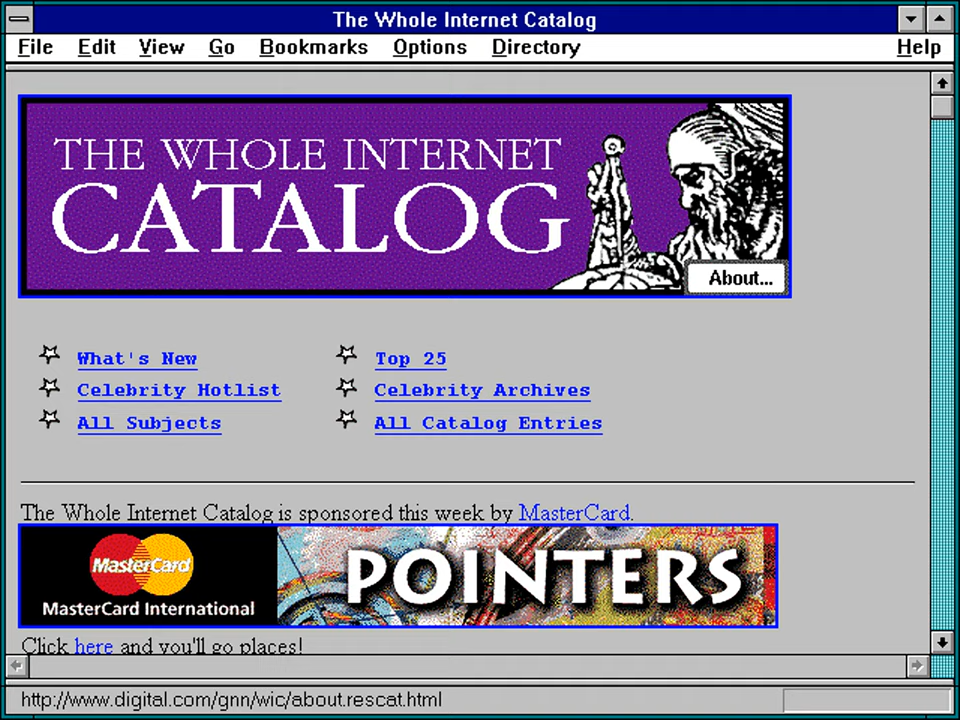 The Whole Internet Catalog
File Edit View Go Bookmarks Options Directory Help
THE WHOLE INTERNET
CATALOG
About...
What's New Top 25
Celebrity Hotlist Celebrity Archives
All Subjects All Catalog Entries
The Whole Internet Catalog is sponsored this week by MasterCard.
MasterCard POINTERS
MasterCard International
Click here and you'll go places!
http://www.digital.com/gnn/wic/about.rescat.html